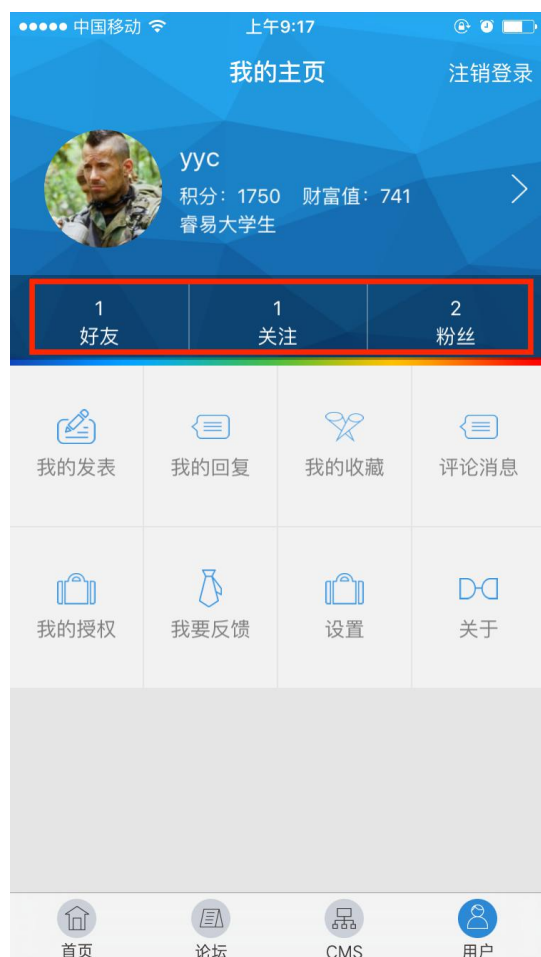 中国移动 上午9:17
我的主页 注销登录
yyc
积分：1750 财富值：741
睿易大学生
1 1 2
好友 关注 粉丝
我的发表 我的回复 我的收藏 评论消息
我的授权 我要反馈 设置 关于
首页 论坛 CMS 用户